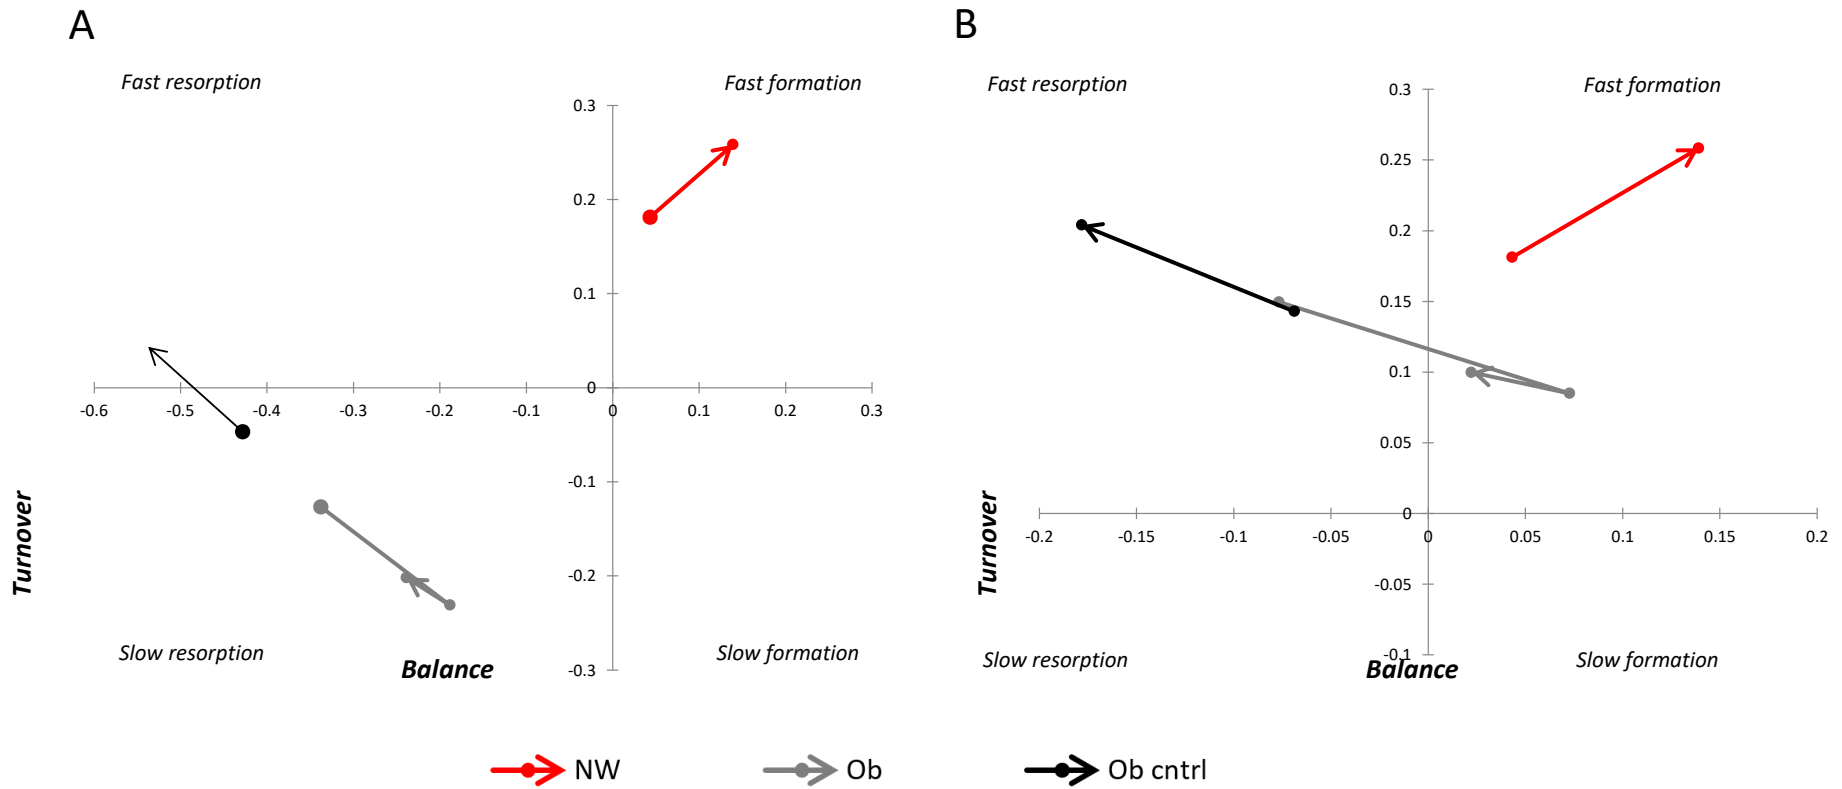 A
Fast resorption
Fast formation
0.3
0.2
0.1
0
-0.6
-0.5
-0.4
-0.3
-0.2
-0.1
0
0.1
0.2
0.3
-0.1
-0.2
-0.3
Turnover
Slow resorption
Balance
Slow formation
B
Fast resorption
Fast formation
0.3
0.25
0.2
0.15
0.1
0.05
0
-0.2
-0.15
-0.1
-0.05
0
0.05
0.1
0.15
0.2
-0.05
-0.1
Turnover
Slow resorption
Balance
Slow formation
NW
Ob
Ob cntrl